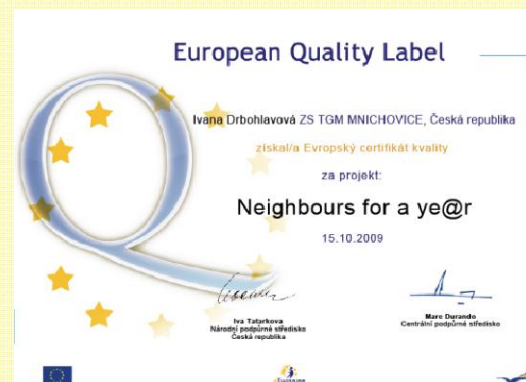 European Quality Label
Ivana Drbohlavová ZS TGM MNICHOVICE, Česká republika
získal/a Evropský certifikát kvality
za projekt:
Neighbours for a ye@r
15.10.2009
Iva Tatarkova
Národní podpůrné středisko
Česká republika
Marc Durando
Centrální podpůrné středisko